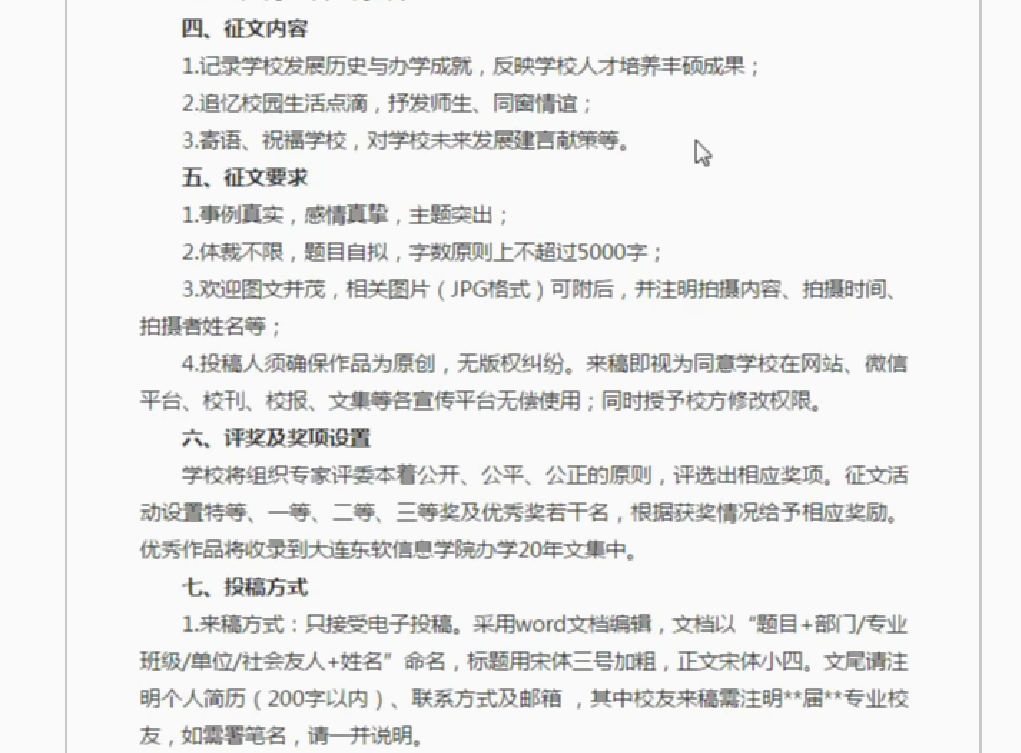 四、征文内容
1.记录学校发展历史与办学成就，反映学校人才培养丰硕成果；
2.追忆校园生活点滴，抒发师生、同窗情谊；
3.寄语、祝福学校，对学校未来发展建言献策等。
五、征文要求
1.事例真实，感情真挚，主题突出；
2.体裁不限，题目自拟，字数原则上不超过5000字；
3.欢迎图文并茂，相关图片（JPG格式）可附后，并注明拍摄内容、拍摄时间、
拍摄者姓名等；
4.投稿人须确保作品为原创，无版权纠纷。来稿即视为同意学校在网站、微信
平台、校刊、校报、文集等各宣传平台无偿使用；同时授予校方修改权限。
六、评奖及奖项设置
学校将组织专家评委本着公开、公平、公正的原则，评选出相应奖项。征文活
动设置特等、一等、二等、三等奖及优秀奖若干名，根据获奖情况给予相应奖励。
优秀作品将收录到大连东软信息学院办学20年文集中。
七、投稿方式
1.来稿方式：只接受电子投稿。采用word文档编辑，文档以“题目+部门/专业
班级/单位/社会友人+姓名”命名，标题用宋体三号加粗，正文宋体小四。文尾请注
明个人简历（200字以内）、联系方式及邮箱 ，其中校友来稿需注明**届**专业校
友，如需署笔名，请一并说明。